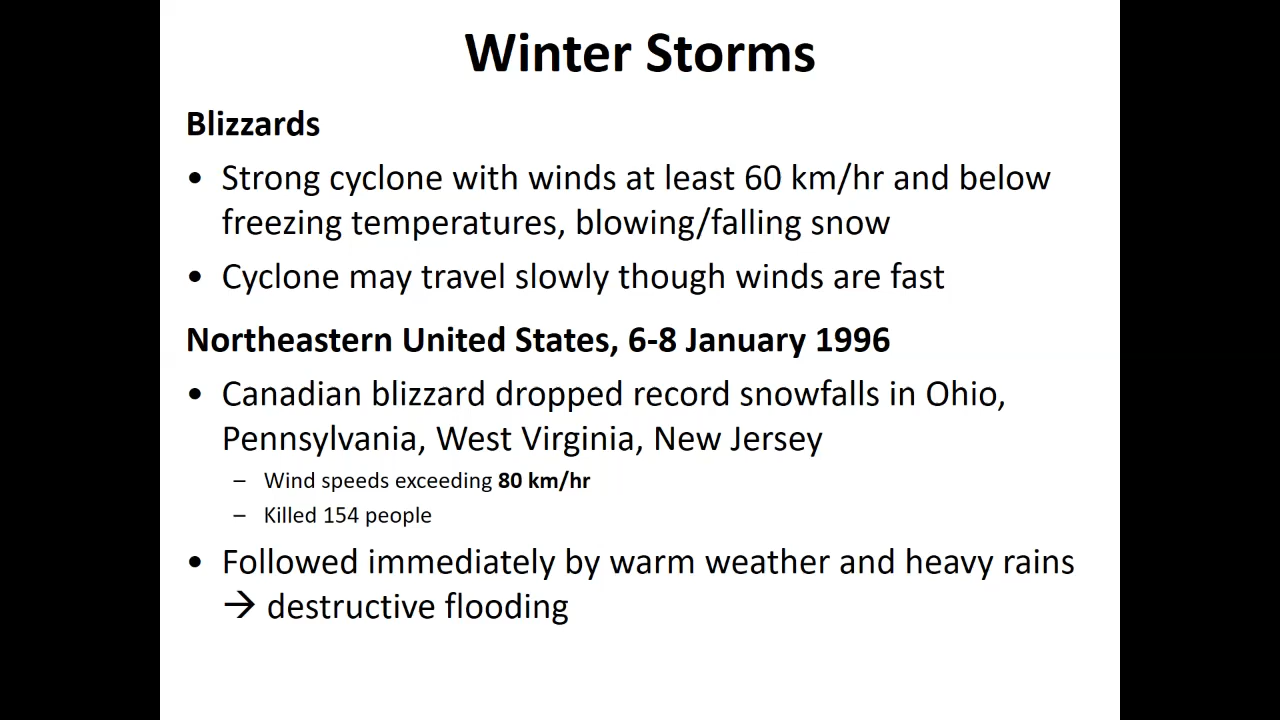 Winter Storms
Blizzards
• Strong cyclone with winds at least 60 km/hr and below
freezing temperatures, blowing/falling snow
• Cyclone may travel slowly though winds are fast
Northeastern United States, 6-8 January 1996
• Canadian blizzard dropped record snowfalls in Ohio,
Pennsylvania, West Virginia, New Jersey
– Wind speeds exceeding 80 km/hr
– Killed 154 people
• Followed immediately by warm weather and heavy rains
→ destructive flooding